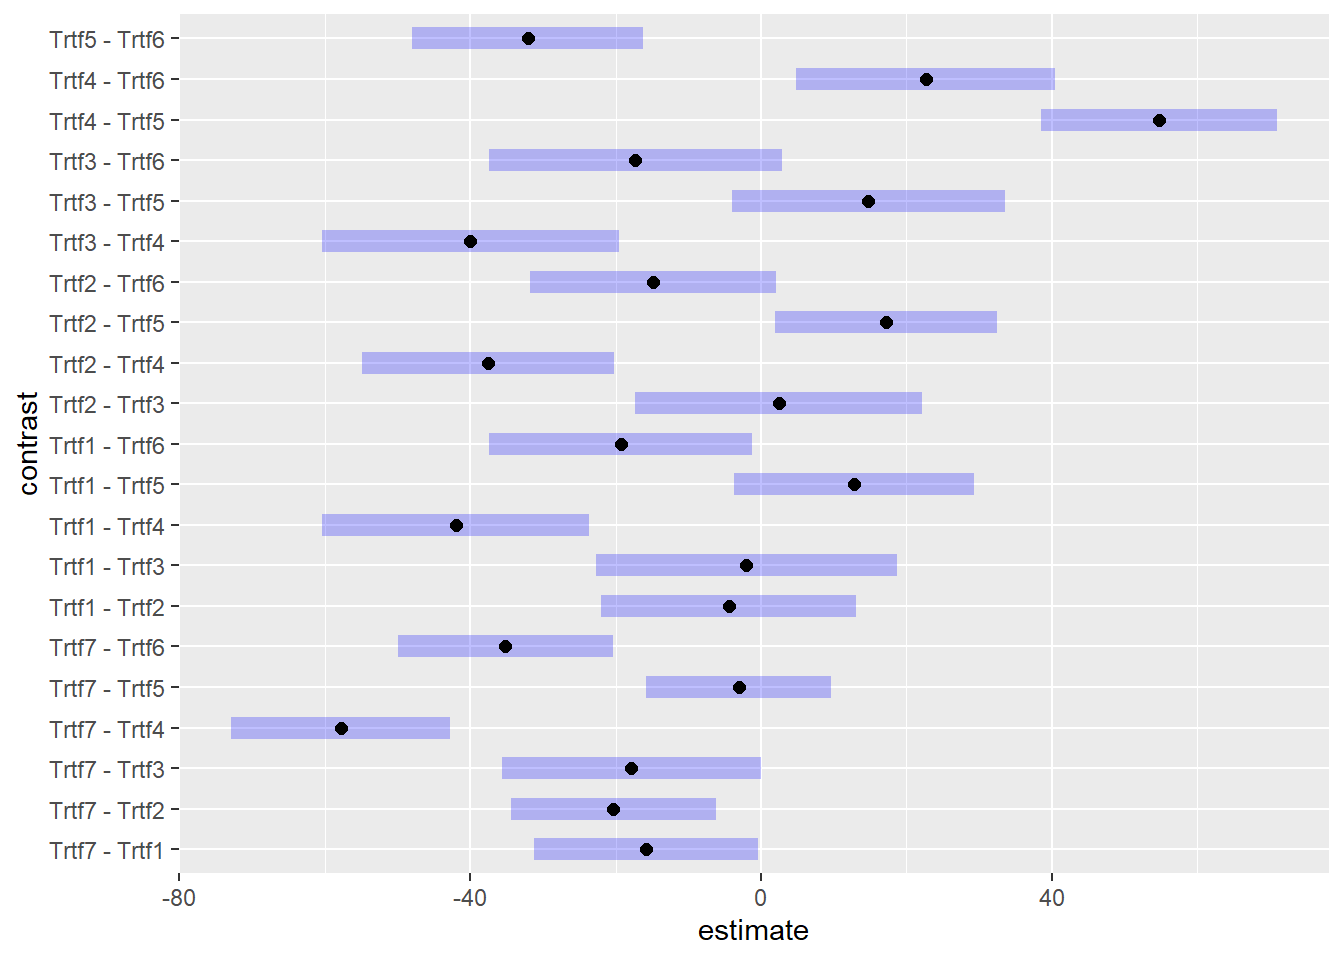 Trtf5 - Trtf6
Trtf4 - Trtf6
Trtf4 - Trtf5
Trtf3 - Trtf6
Trtf3 - Trtf5
Trtf3 - Trtf4
Trtf2 - Trtf6
Trtf2 - Trtf5
Trtf2 - Trtf4
Trtf2 - Trtf3
Trtf1 - Trtf6
Trtf1 - Trtf5
Trtf1 - Trtf4
Trtf1 - Trtf3
Trtf1 - Trtf2
Trtf7 - Trtf6
Trtf7 - Trtf5
Trtf7 - Trtf4
Trtf7 - Trtf3
Trtf7 - Trtf2
Trtf7 - Trtf1
contrast
-80 -40 0 40
estimate